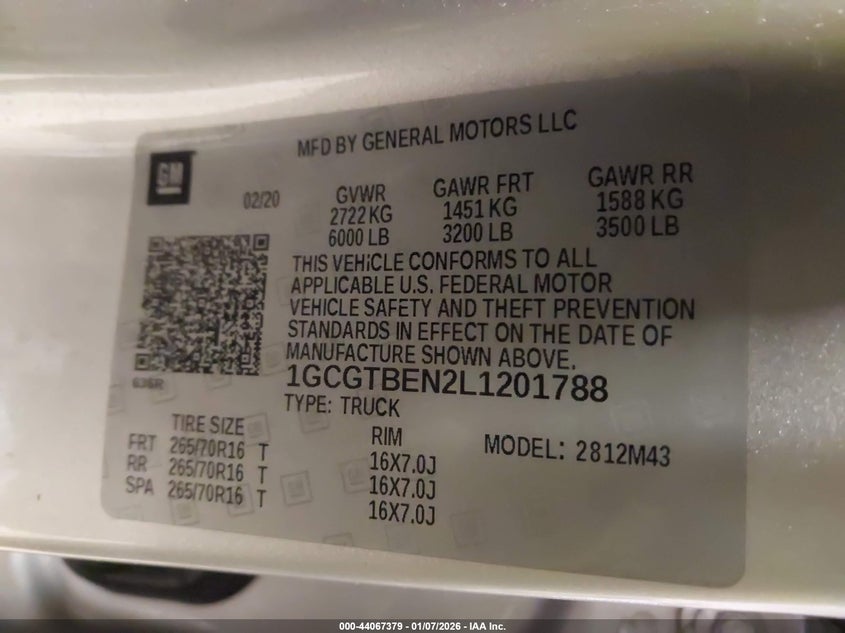 MFD BY GENERAL MOTORS LLC
GM
02/20
GVWR GAWR FRT GAWR RR
2722 KG 1451 KG 1588 KG
6000 LB 3200 LB 3500 LB
THIS VEHICLE CONFORMS TO ALL
APPLICABLE U.S. FEDERAL MOTOR
VEHICLE SAFETY AND THEFT PREVENTION
STANDARDS IN EFFECT ON THE DATE OF
MANUFACTURE SHOWN ABOVE.
636R
1GCGTBEN2L1201788
TYPE: TRUCK
TIRE SIZE RIM MODEL: 2812M43
FRT 265/70R16 T 16X7.0J
RR 265/70R16 T 16X7.0J
SPA 265/70R16 T 16X7.0J
000-44067379 - 01/07/2026 - IAA Inc.